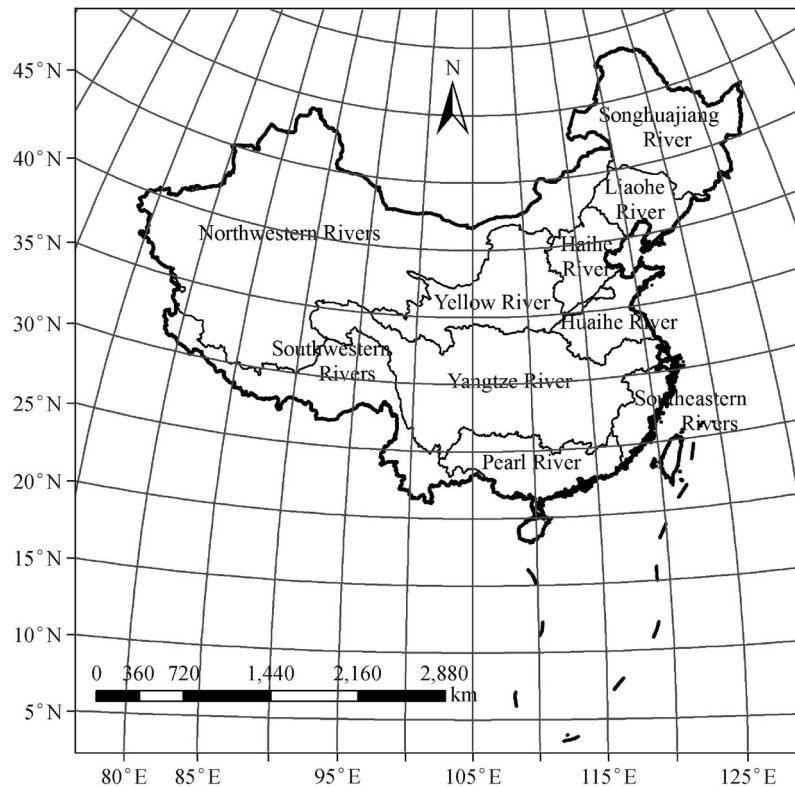 N
45°N
40°N
35°N
30°N
25°N
20°N
15°N
10°N
5°N
Songhuajiang
River
Liaohe
River
Northwestern Rivers
Haihe
River
Yellow River
Huaihe River
Southwestern
Rivers
Yangtze River
Southeastern
Rivers
Pearl River
0 360 720 1,440 2,160 2,880
km
80°E 85°E 95°E 105°E 115°E 125°E